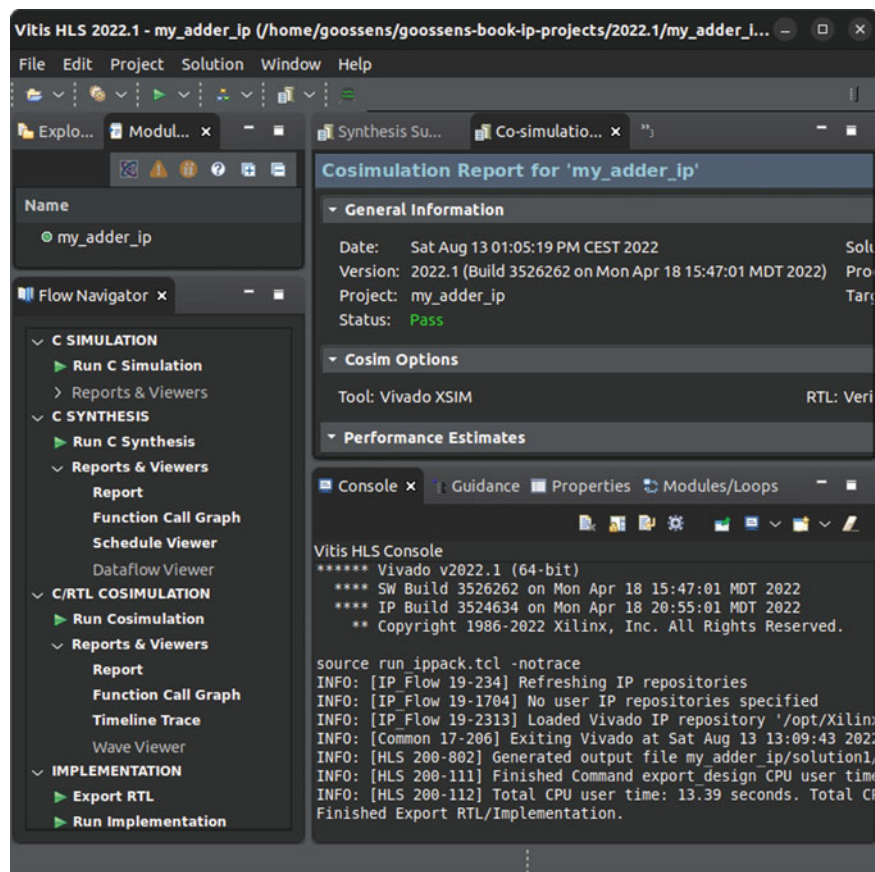 Vitis HLS 2022.1 - my_adder_ip (/home/goossens/goossens-book-ip-projects/2022.1/my_adder_i...
File Edit Project Solution Window Help
Explo... Modul...
Name
my_adder_ip
Flow Navigator
C SIMULATION
Run C Simulation
Reports & Viewers
C SYNTHESIS
Run C Synthesis
Reports & Viewers
Report
Function Call Graph
Schedule Viewer
Dataflow Viewer
C/RTL COSIMULATION
Run Cosimulation
Reports & Viewers
Report
Function Call Graph
Timeline Trace
Wave Viewer
IMPLEMENTATION
Export RTL
Run Implementation
Synthesis Su... Co-simulatio... "3
Cosimulation Report for 'my_adder_ip'
General Information
Date: Sat Aug 13 01:05:19 PM CEST 2022 Solu
Version: 2022.1 (Build 3526262 on Mon Apr 18 15:47:01 MDT 2022) Pro
Project: my_adder_ip Targ
Status: Pass
Cosim Options
Tool: Vivado XSIM RTL: Veri
Performance Estimates
Console Guidance Properties Modules/Loops
Vitis HLS Console
****** Vivado v2022.1 (64-bit)
**** SW Build 3526262 on Mon Apr 18 15:47:01 MDT 2022
**** IP Build 3524634 on Mon Apr 18 20:55:01 MDT 2022
** Copyright 1986-2022 Xilinx, Inc. All Rights Reserved.
source run_ippack.tcl -notrace
INFO: [IP_Flow 19-234] Refreshing IP repositories
INFO: [IP_Flow 19-1704] No user IP repositories specified
INFO: [IP_Flow 19-2313] Loaded Vivado IP repository '/opt/Xilin
INFO: [Common 17-206] Exiting Vivado at Sat Aug 13 13:09:43 2022
INFO: [HLS 200-802] Generated output file my_adder_ip/solution1/
INFO: [HLS 200-111] Finished Command export_design CPU user time
INFO: [HLS 200-112] Total CPU user time: 13.39 seconds. Total CP
Finished Export RTL/Implementation.